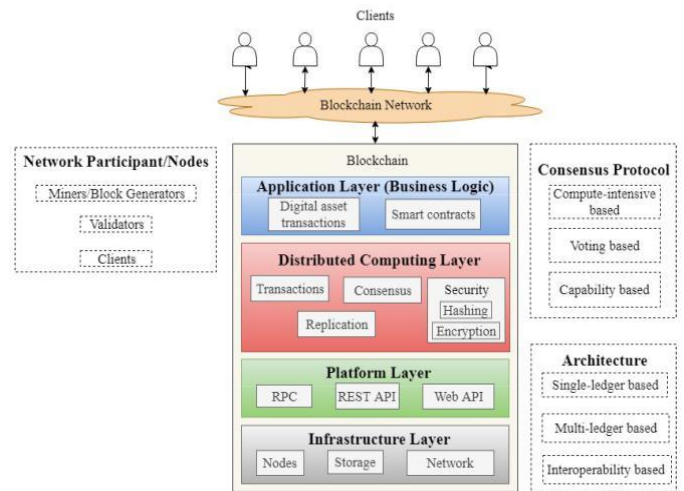 Clients
Blockchain Network
Network Participant/Nodes
Miners/Block Generators
Validators
Clients
Blockchain
Application Layer (Business Logic)
Digital asset
transactions
Smart contracts
Distributed Computing Layer
Transactions
Consensus
Security
Hashing
Encryption
Replication
Platform Layer
RPC
REST API
Web API
Infrastructure Layer
Nodes
Storage
Network
Consensus Protocol
Compute-intensive
based
Voting based
Capability based
Architecture
Single-ledger based
Multi-ledger based
Interoperability based